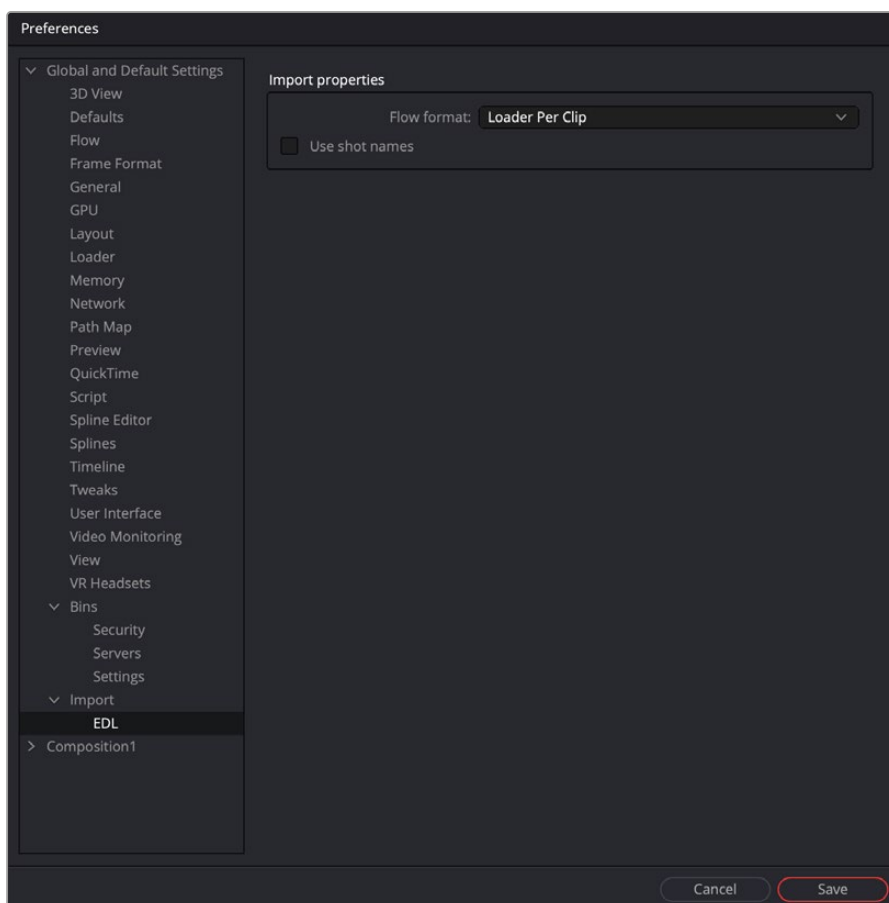 Preferences
Global and Default Settings
3D View
Defaults
Flow
Frame Format
General
GPU
Layout
Loader
Memory
Network
Path Map
Preview
QuickTime
Script
Spline Editor
Splines
Timeline
Tweaks
User Interface
Video Monitoring
View
VR Headsets
Bins
Security
Servers
Settings
Import
EDL
Composition1
Import properties
Flow format: Loader Per Clip
Use shot names
Cancel Save